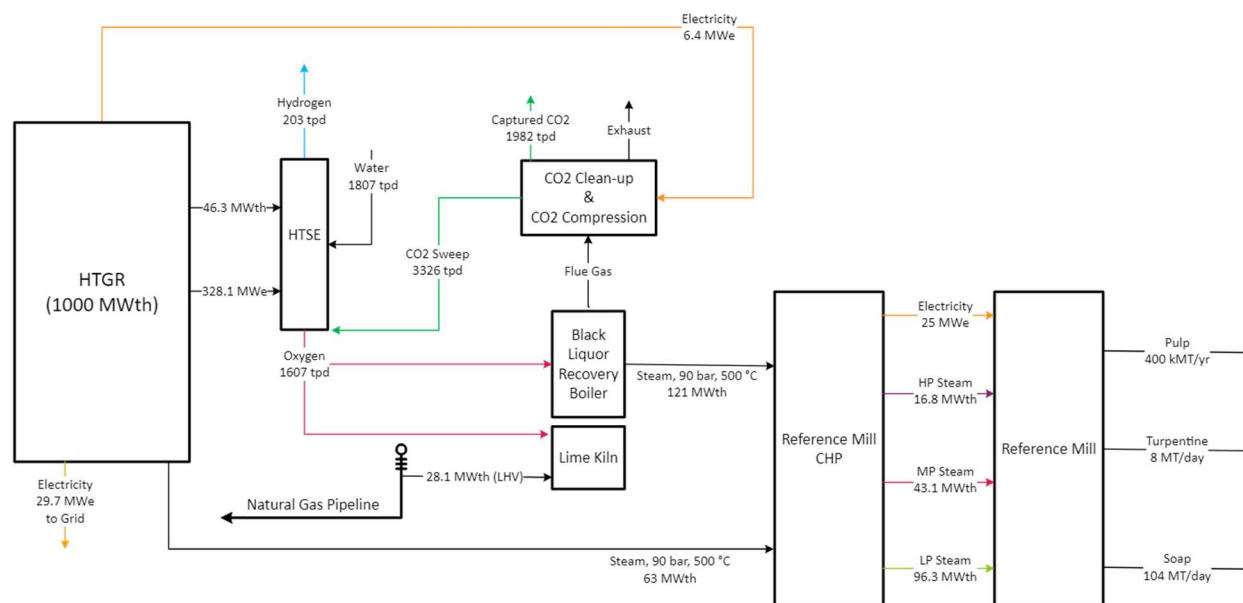 Electricity
6.4 MWe
Hydrogen
203 tpd
Captured CO2
1982 tpd
Exhaust
Water
1807 tpd
CO2 Clean-up
&
CO2 Compression
46.3 MWth
HTSE
HTGR
(1000 MWth)
CO2 Sweep
3326 tpd
Flue Gas
328.1 MWe
Electricity
25 MWe
Oxygen
1607 tpd
Black
Liquor
Recovery
Boiler
Steam, 90 bar, 500 °C
121 MWth
Pulp
400 kMT/yr
HP Steam
16.8 MWth
Reference Mill
CHP
Reference Mill
Turpentine
8 MT/day
Lime Kiln
28.1 MWth (LHV)
MP Steam
43.1 MWth
Electricity
29.7 MWe
to Grid
Natural Gas Pipeline
Steam, 90 bar, 500 °C
63 MWth
LP Steam
96.3 MWth
Soap
104 MT/day